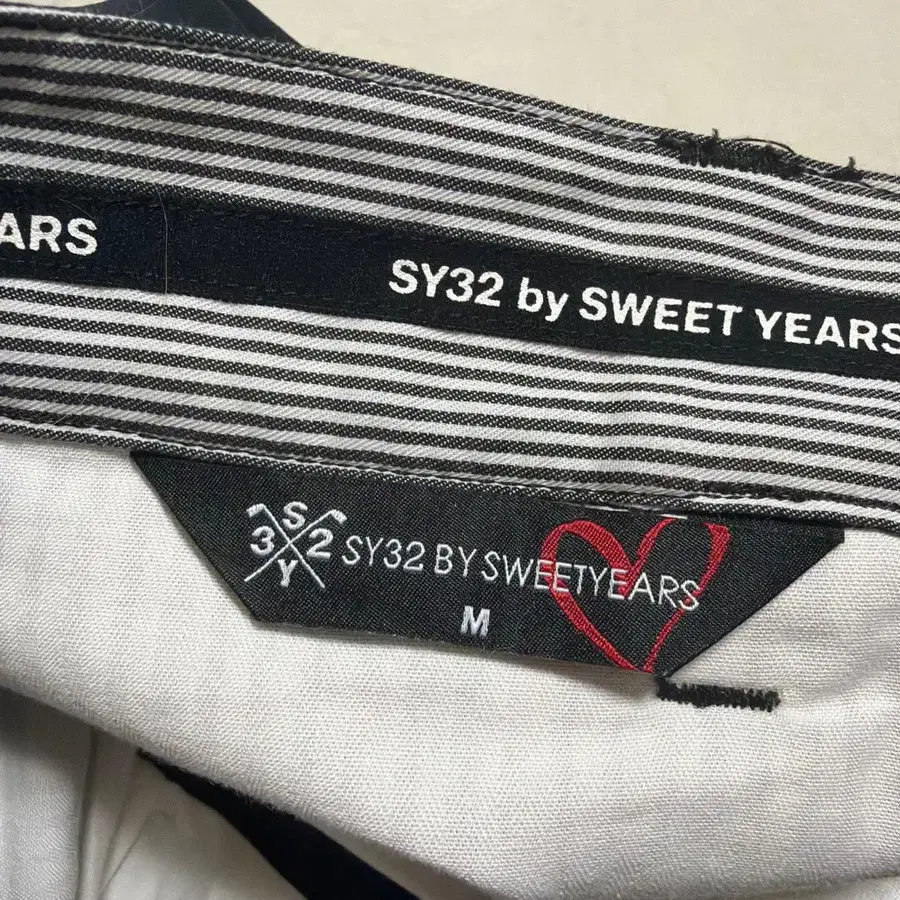 ARS
SY32 by SWEET YEARS
S
3 2
Y
SY32 BY SWEETYEARS
M